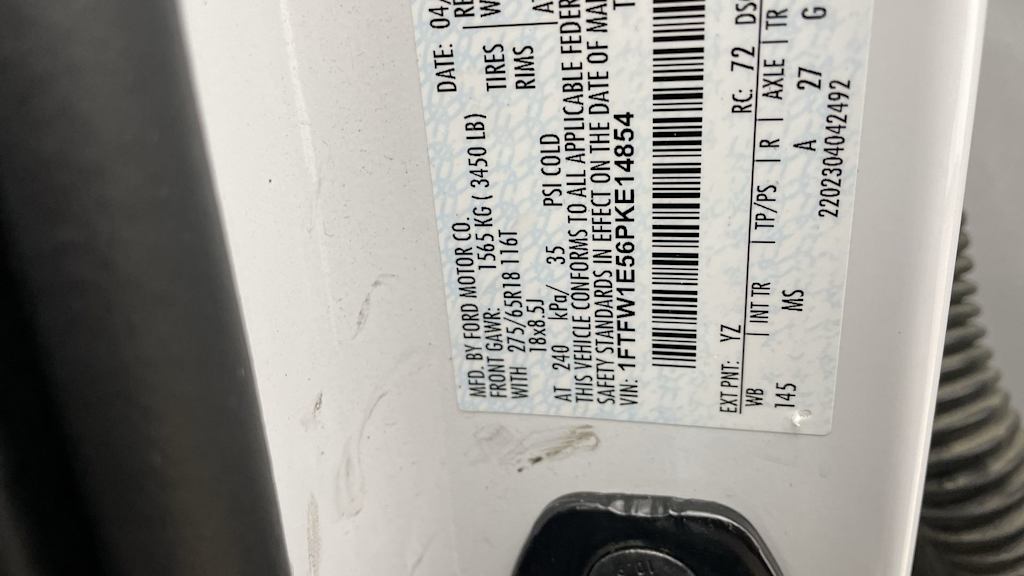 MFD. BY FORD MOTOR CO.
DATE: 04/
FRONT GAWR: 1565 KG ( 3450 LB)
WITH 275/65R18 116T TIRES
18x8.5J RIMS
AT 240 kPa/ 35 PSI COLD
THIS VEHICLE CONFORMS TO ALL APPLICABLE FEDER
SAFETY STANDARDS IN EFFECT ON THE DATE OF MAN
VIN: 1FTFW1E56PKE14854
EXT PNT: YZ RC: 72 DSO
WB INT TR TP/PS R AXLE TR
145 MS A 27 G
2202304042492